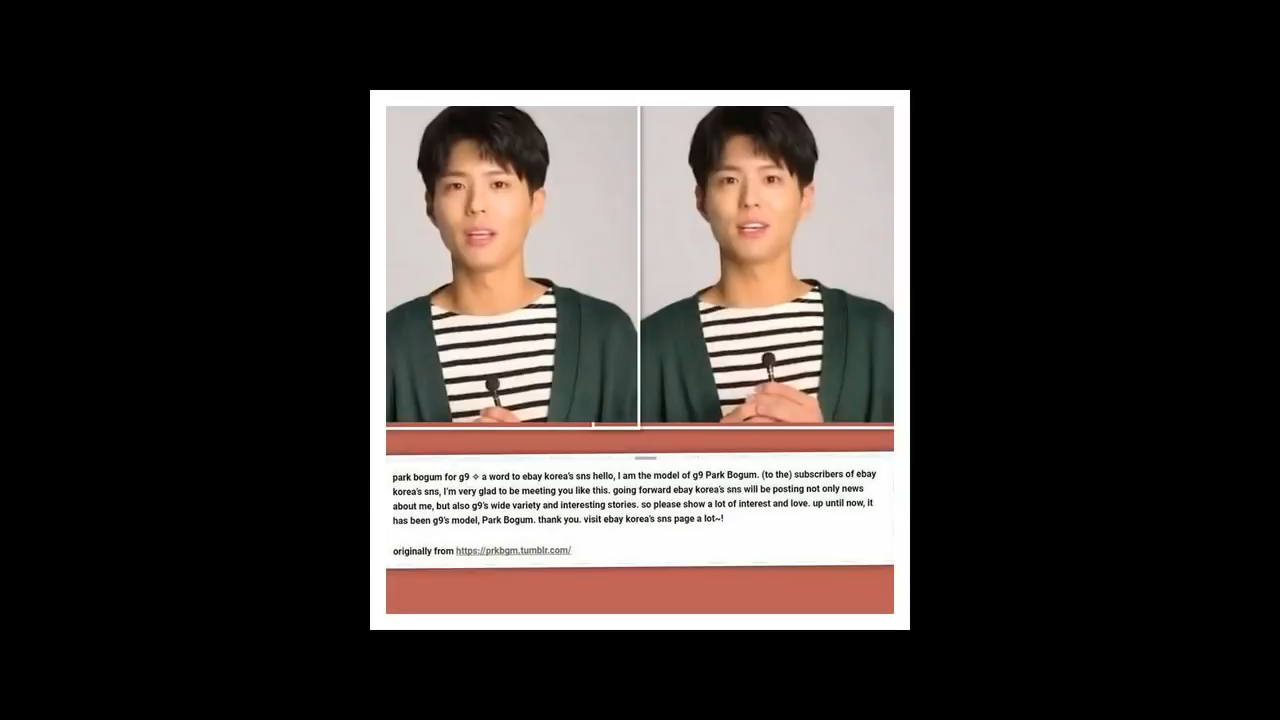 park bogum for g9 ✧ a word to ebay korea's sns hello, I am the model of g9 Park Bogum. (to the) subscribers of ebay
korea's sns, I'm very glad to be meeting you like this. going forward ebay korea's sns will be posting not only news
about me, but also g9's wide variety and interesting stories. so please show a lot of interest and love. up until now, it
has been g9's model, Park Bogum. thank you. visit ebay korea's sns page a lot~!
originally from https://prkbgm.tumblr.com/